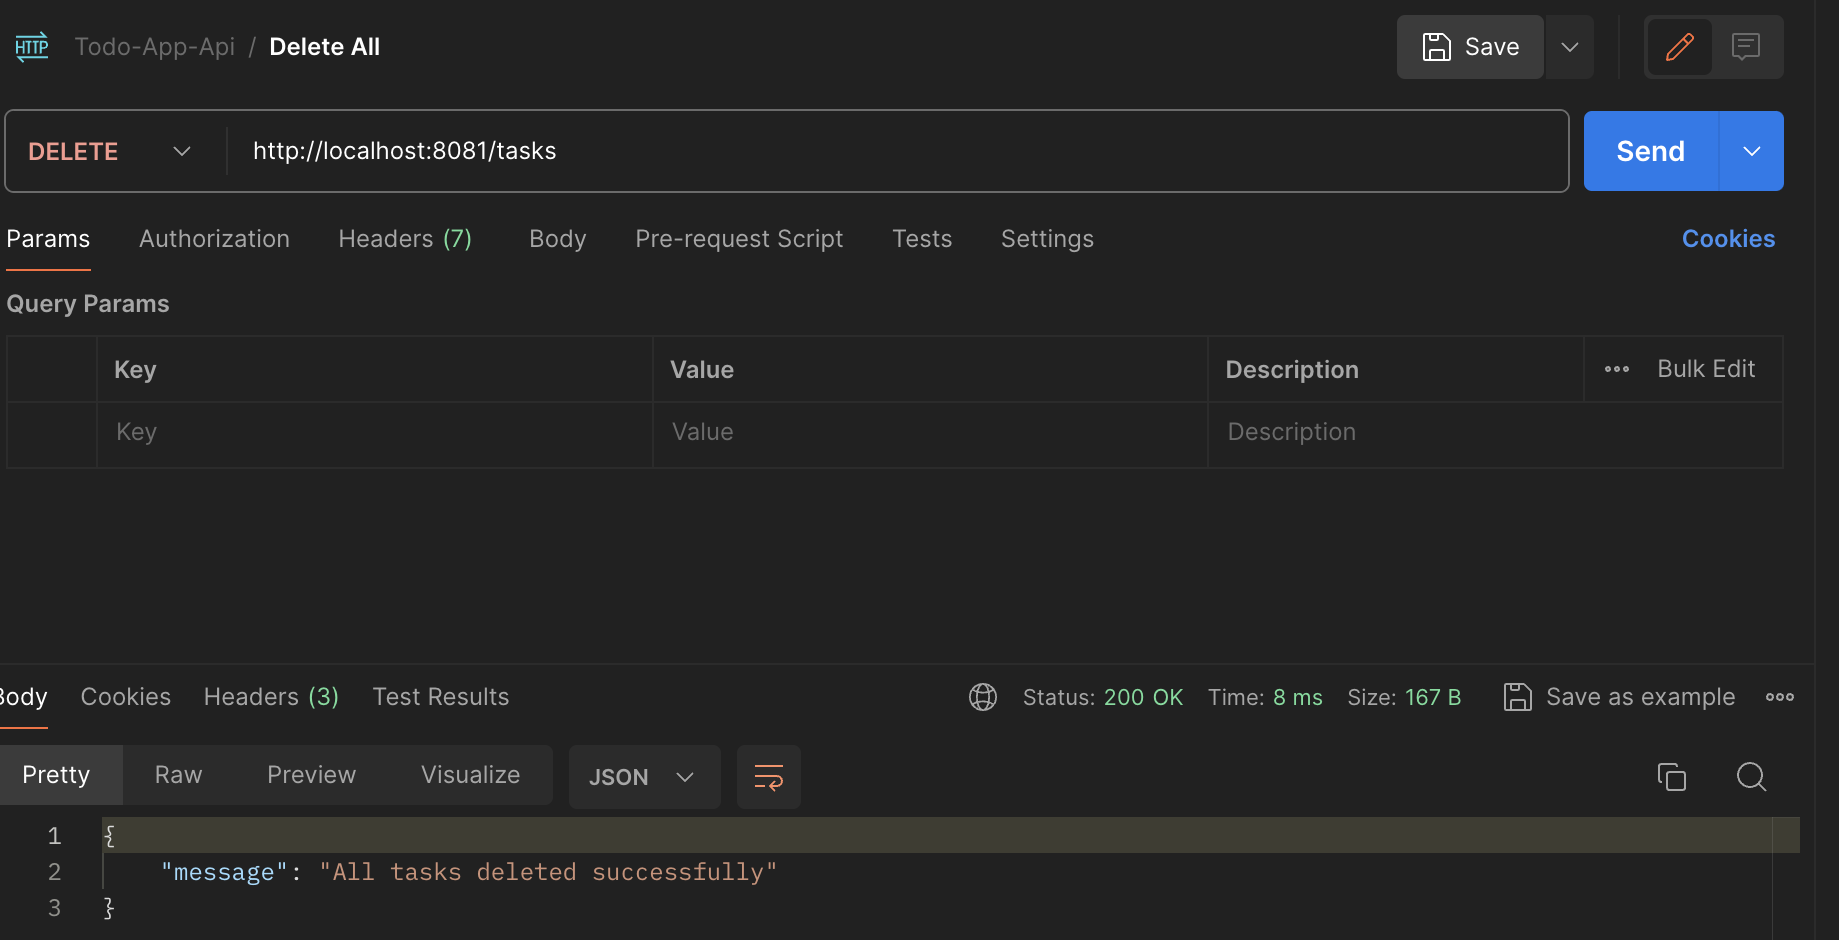 HTTP Todo-App-Api / Delete All Save
DELETE http://localhost:8081/tasks Send
Params Authorization Headers (7) Body Pre-request Script Tests Settings Cookies
Query Params
Key Value Description Bulk Edit
Key Value Description
Body Cookies Headers (3) Test Results Status: 200 OK Time: 8 ms Size: 167 B Save as example
Pretty Raw Preview Visualize JSON
1 {
2 "message": "All tasks deleted successfully"
3 }